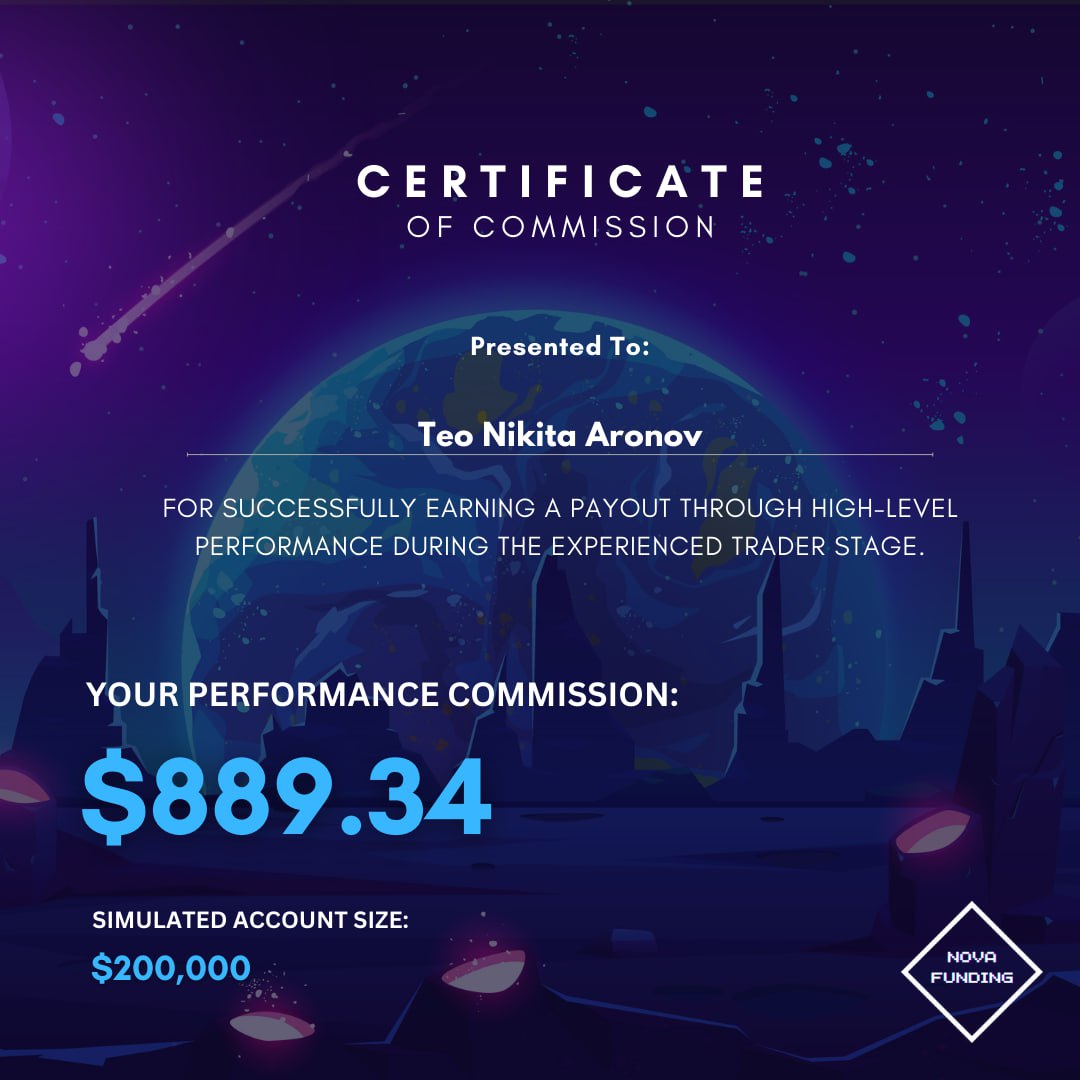 CERTIFICATE
OF COMMISSION
Presented To:
Teo Nikita Aronov
FOR SUCCESSFULLY EARNING A PAYOUT THROUGH HIGH-LEVEL
PERFORMANCE DURING THE EXPERIENCED TRADER STAGE.
YOUR PERFORMANCE COMMISSION:
$889.34
SIMULATED ACCOUNT SIZE:
$200,000
NOVA
FUNDING